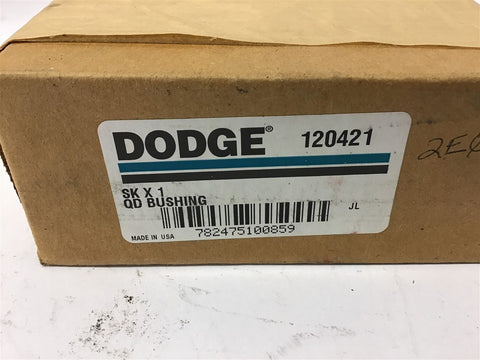 DODGE® 120421
SK X 1
QD BUSHING
JL
MADE IN USA 782475100859